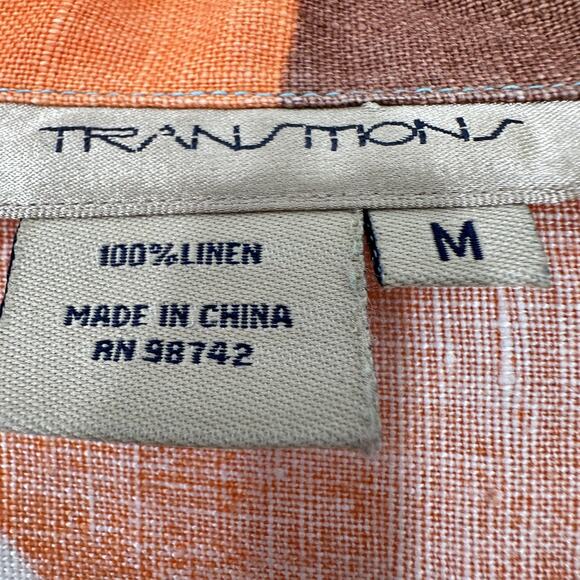 TRANSITIONS
M
100% LINEN
MADE IN CHINA
RN 98742